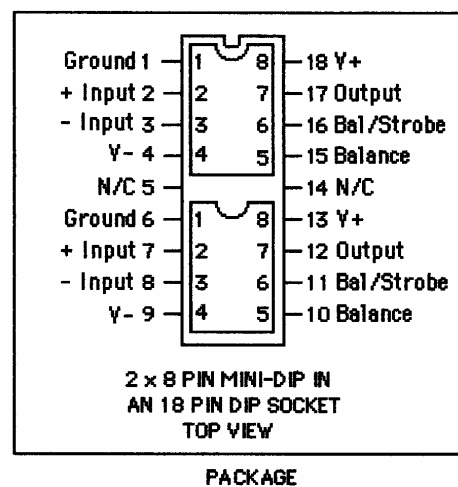 Ground 1 1 8 18 V+
+ Input 2 2 7 17 Output
- Input 3 3 6 16 Bal/Strobe
V- 4 4 5 15 Balance
N/C 5 14 N/C
Ground 6 1 8 13 V+
+ Input 7 2 7 12 Output
- Input 8 3 6 11 Bal/Strobe
V- 9 4 5 10 Balance
2 x 8 PIN MINI-DIP IN
AN 18 PIN DIP SOCKET
TOP VIEW
PACKAGE